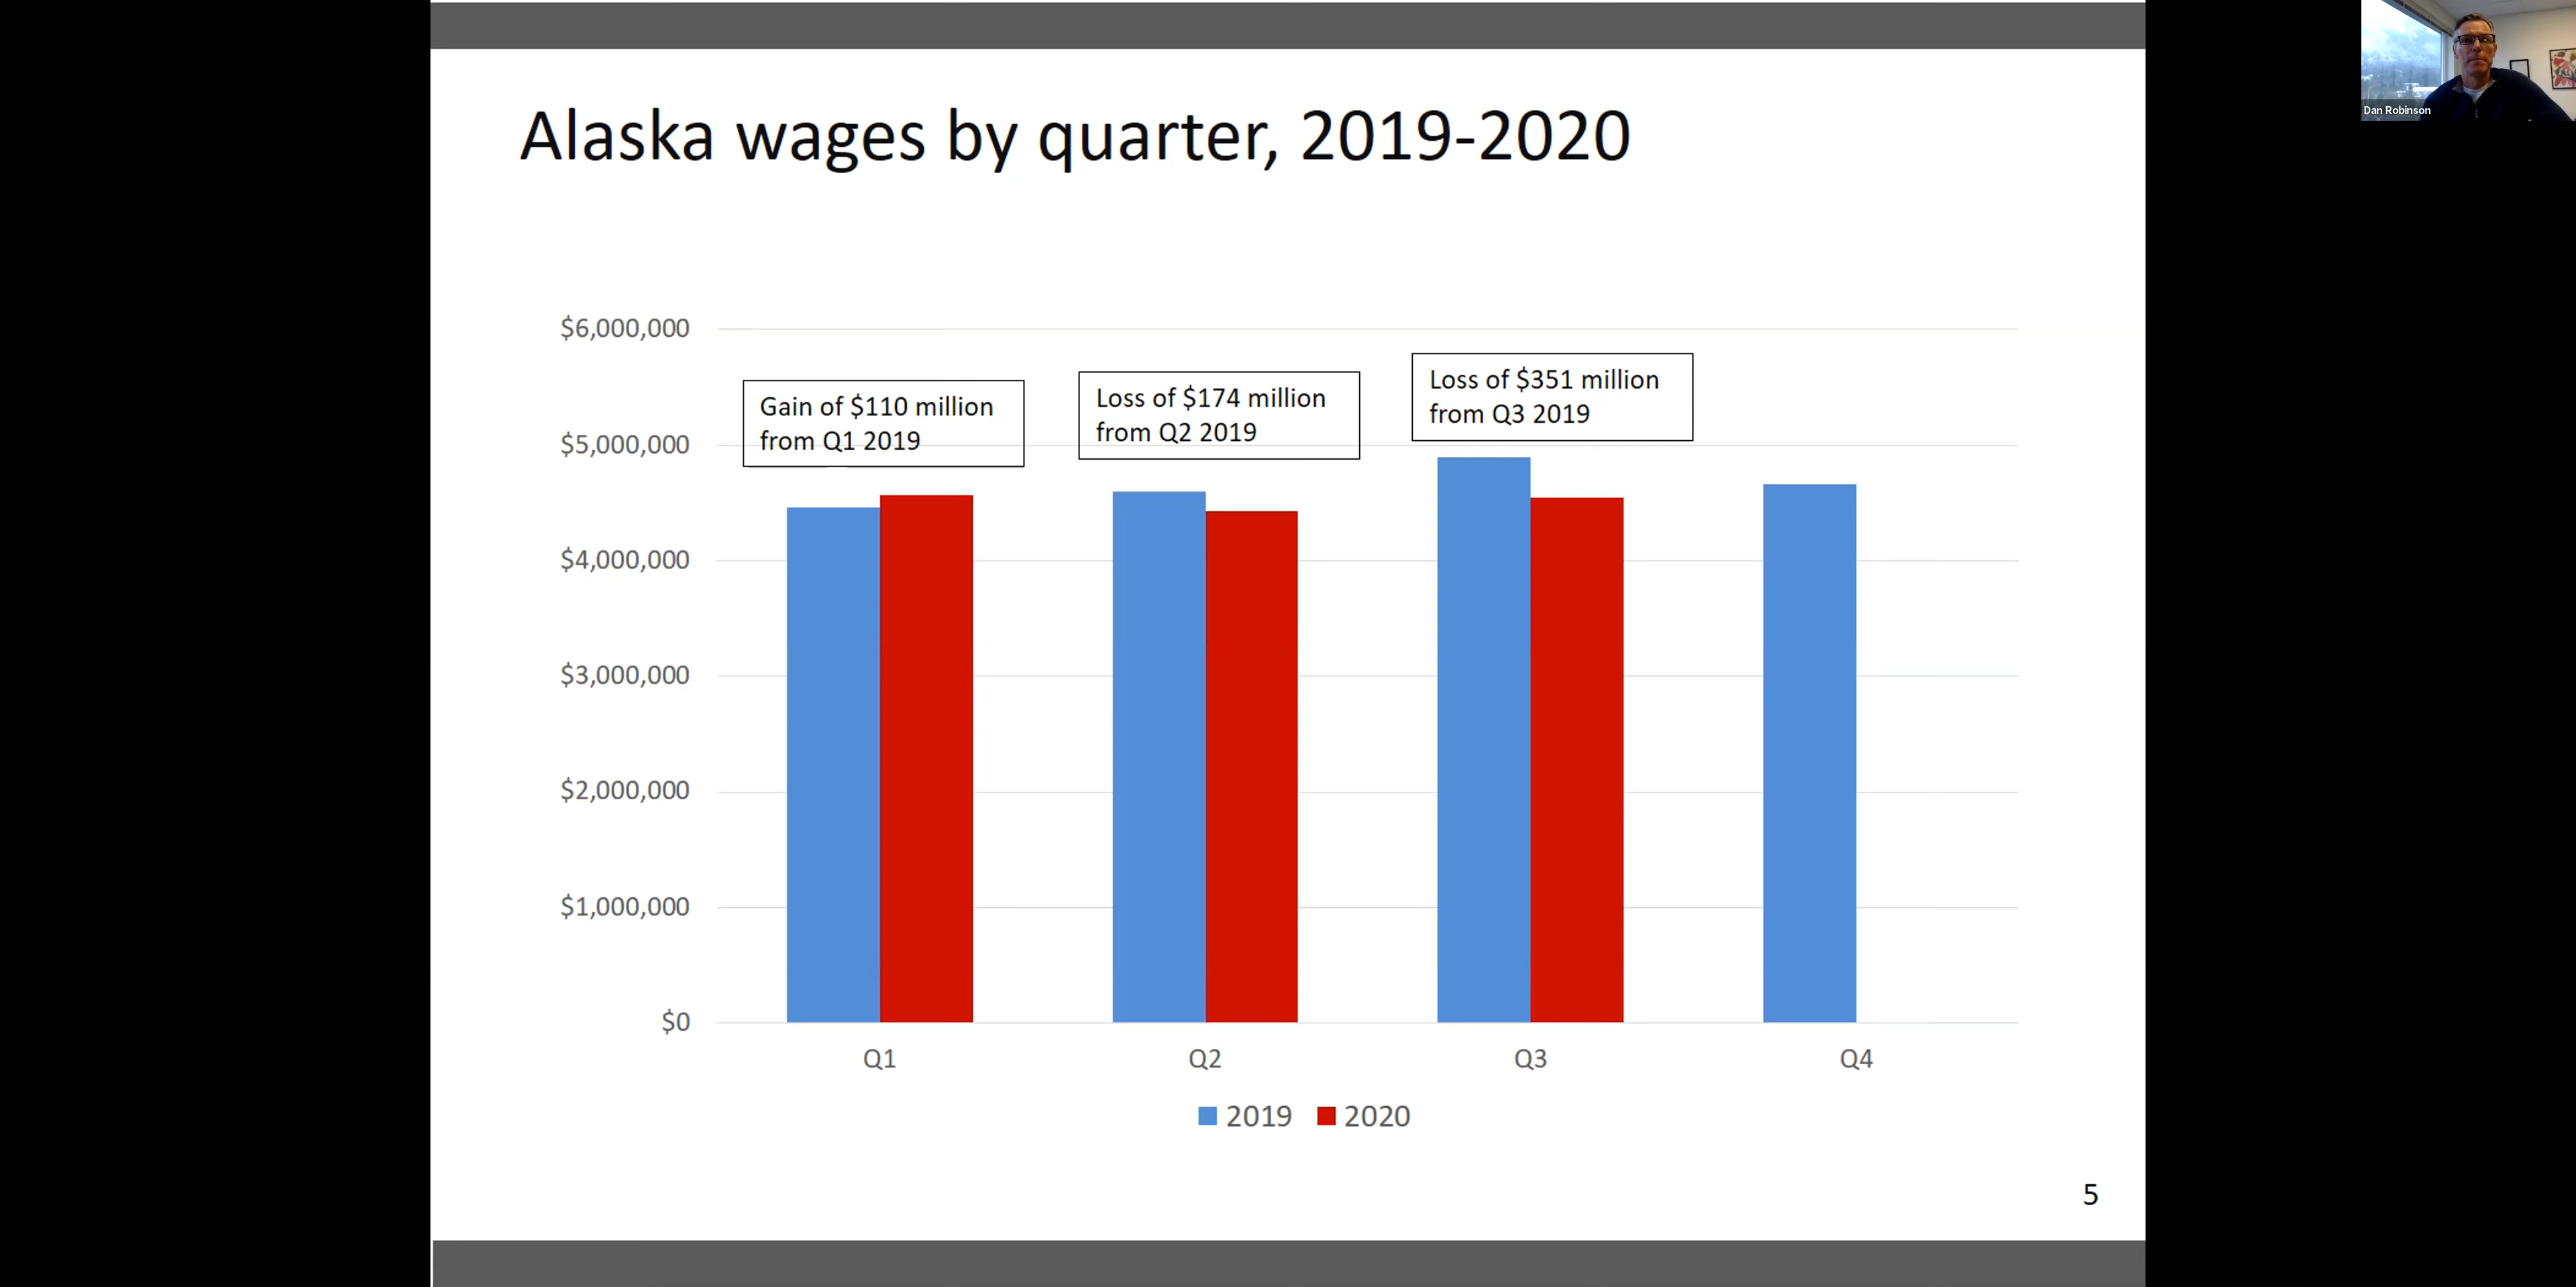 Alaska wages by quarter, 2019-2020
Dan Robinson
$6,000,000
$5,000,000
$4,000,000
$3,000,000
$2,000,000
$1,000,000
$0
Gain of $110 million
from Q1 2019
Loss of $174 million
from Q2 2019
Loss of $351 million
from Q3 2019
Q1
Q2
Q3
Q4
2019
2020
5